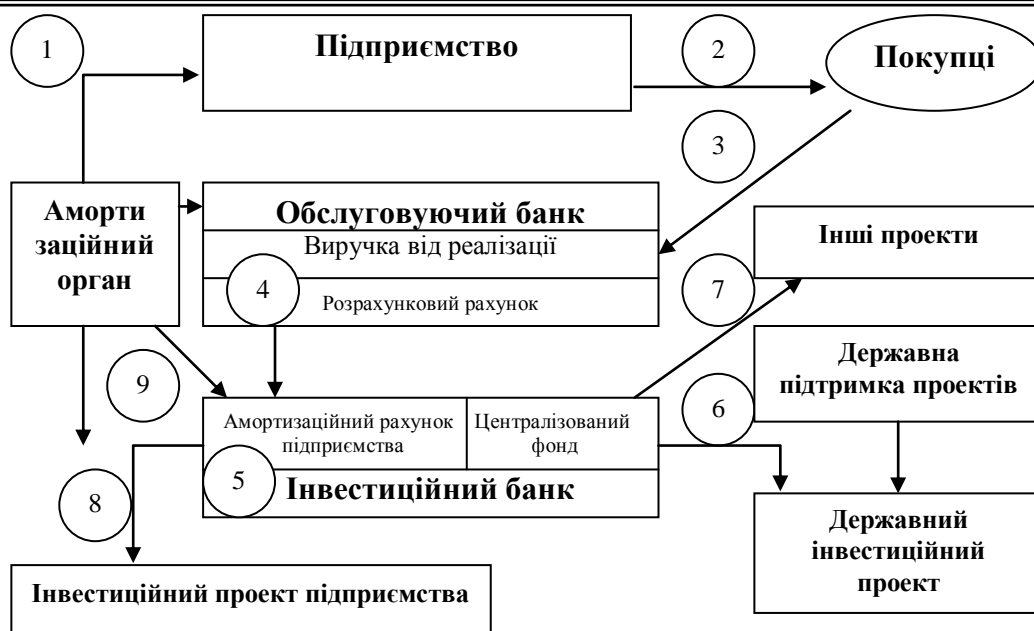 1
Підприємство
2
Покупці
3
Аморти
заційний
орган
Обслуговуючий банк
Виручка від реалізації
4
Розрахунковий рахунок
Інші проекти
7
Державна
підтримка проектів
9
Амортизаційний рахунок
підприємства
Централізований
фонд
6
5
Інвестиційний банк
8
Державний
інвестиційний
проект
Інвестиційний проект підприємства